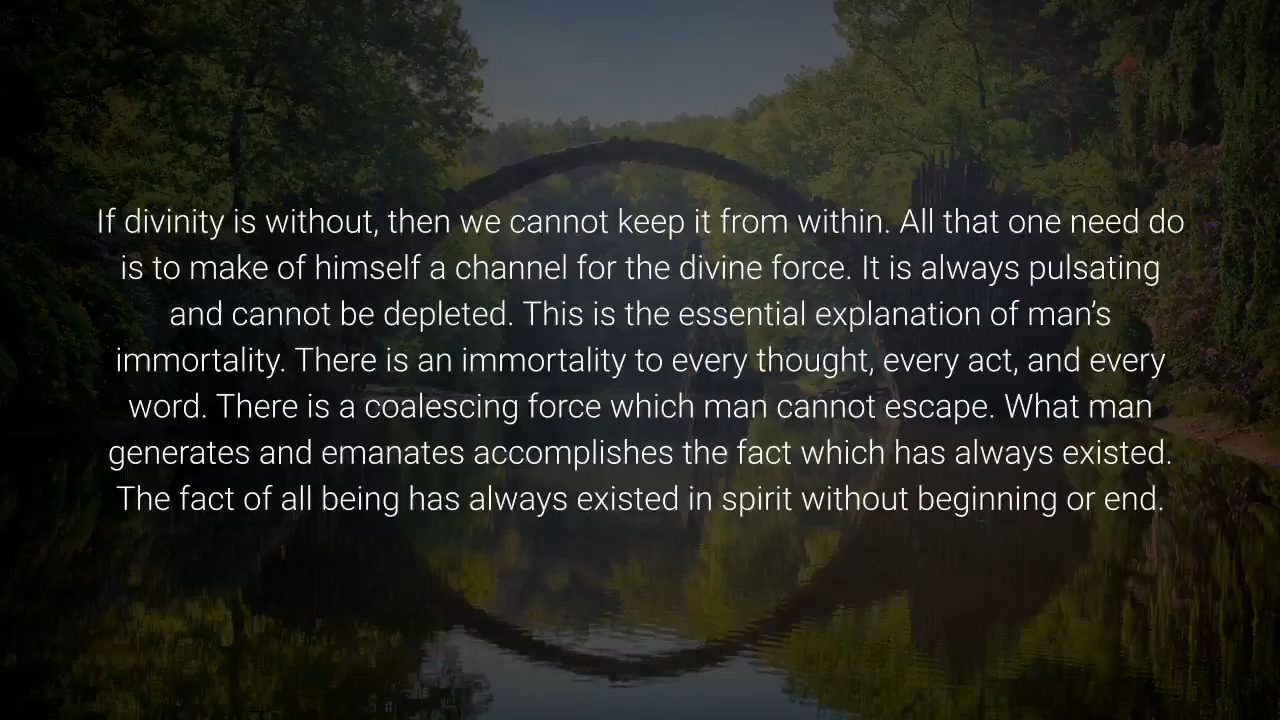 If divinity is without, then we cannot keep it from within. All that one need do
is to make of himself a channel for the divine force. It is always pulsating
and cannot be depleted. This is the essential explanation of man’s
immortality. There is an immortality to every thought, every act, and every
word. There is a coalescing force which man cannot escape. What man
generates and emanates accomplishes the fact which has always existed.
The fact of all being has always existed in spirit without beginning or end.